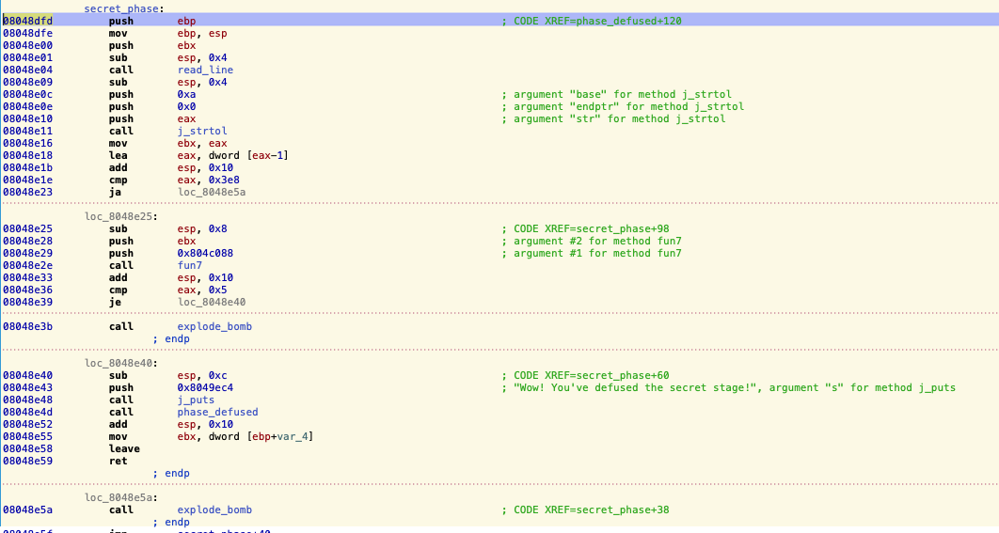 secret_phase:
08048dfd push ebp ; CODE XREF=phase_defused+120
08048dfe mov ebp, esp
08048e00 push ebx
08048e01 sub esp, 0x4
08048e04 call read_line
08048e09 sub esp, 0x4
08048e0c push 0xa ; argument "base" for method j_strtol
08048e0e push 0x0 ; argument "endptr" for method j_strtol
08048e10 push eax ; argument "str" for method j_strtol
08048e11 call j_strtol
08048e16 mov ebx, eax
08048e18 lea eax, dword [eax-1]
08048e1b add esp, 0x10
08048e1e cmp eax, 0x3e8
08048e23 ja loc_8048e5a
loc_8048e25:
08048e25 sub esp, 0x8 ; CODE XREF=secret_phase+98
08048e28 push ebx ; argument #2 for method fun7
08048e29 push 0x804c088 ; argument #1 for method fun7
08048e2e call fun7
08048e33 add esp, 0x10
08048e36 cmp eax, 0x5
08048e39 je loc_8048e40
08048e3b call explode_bomb
; endp
loc_8048e40:
08048e40 sub esp, 0xc ; CODE XREF=secret_phase+60
08048e43 push 0x8049ec4 ; "Wow! You've defused the secret stage!", argument "s" for method j_puts
08048e48 call j_puts
08048e4d call phase_defused
08048e52 add esp, 0x10
08048e55 mov ebx, dword [ebp+var_4]
08048e58 leave
08048e59 ret
; endp
loc_8048e5a:
08048e5a call explode_bomb ; CODE XREF=secret_phase+38
; endp